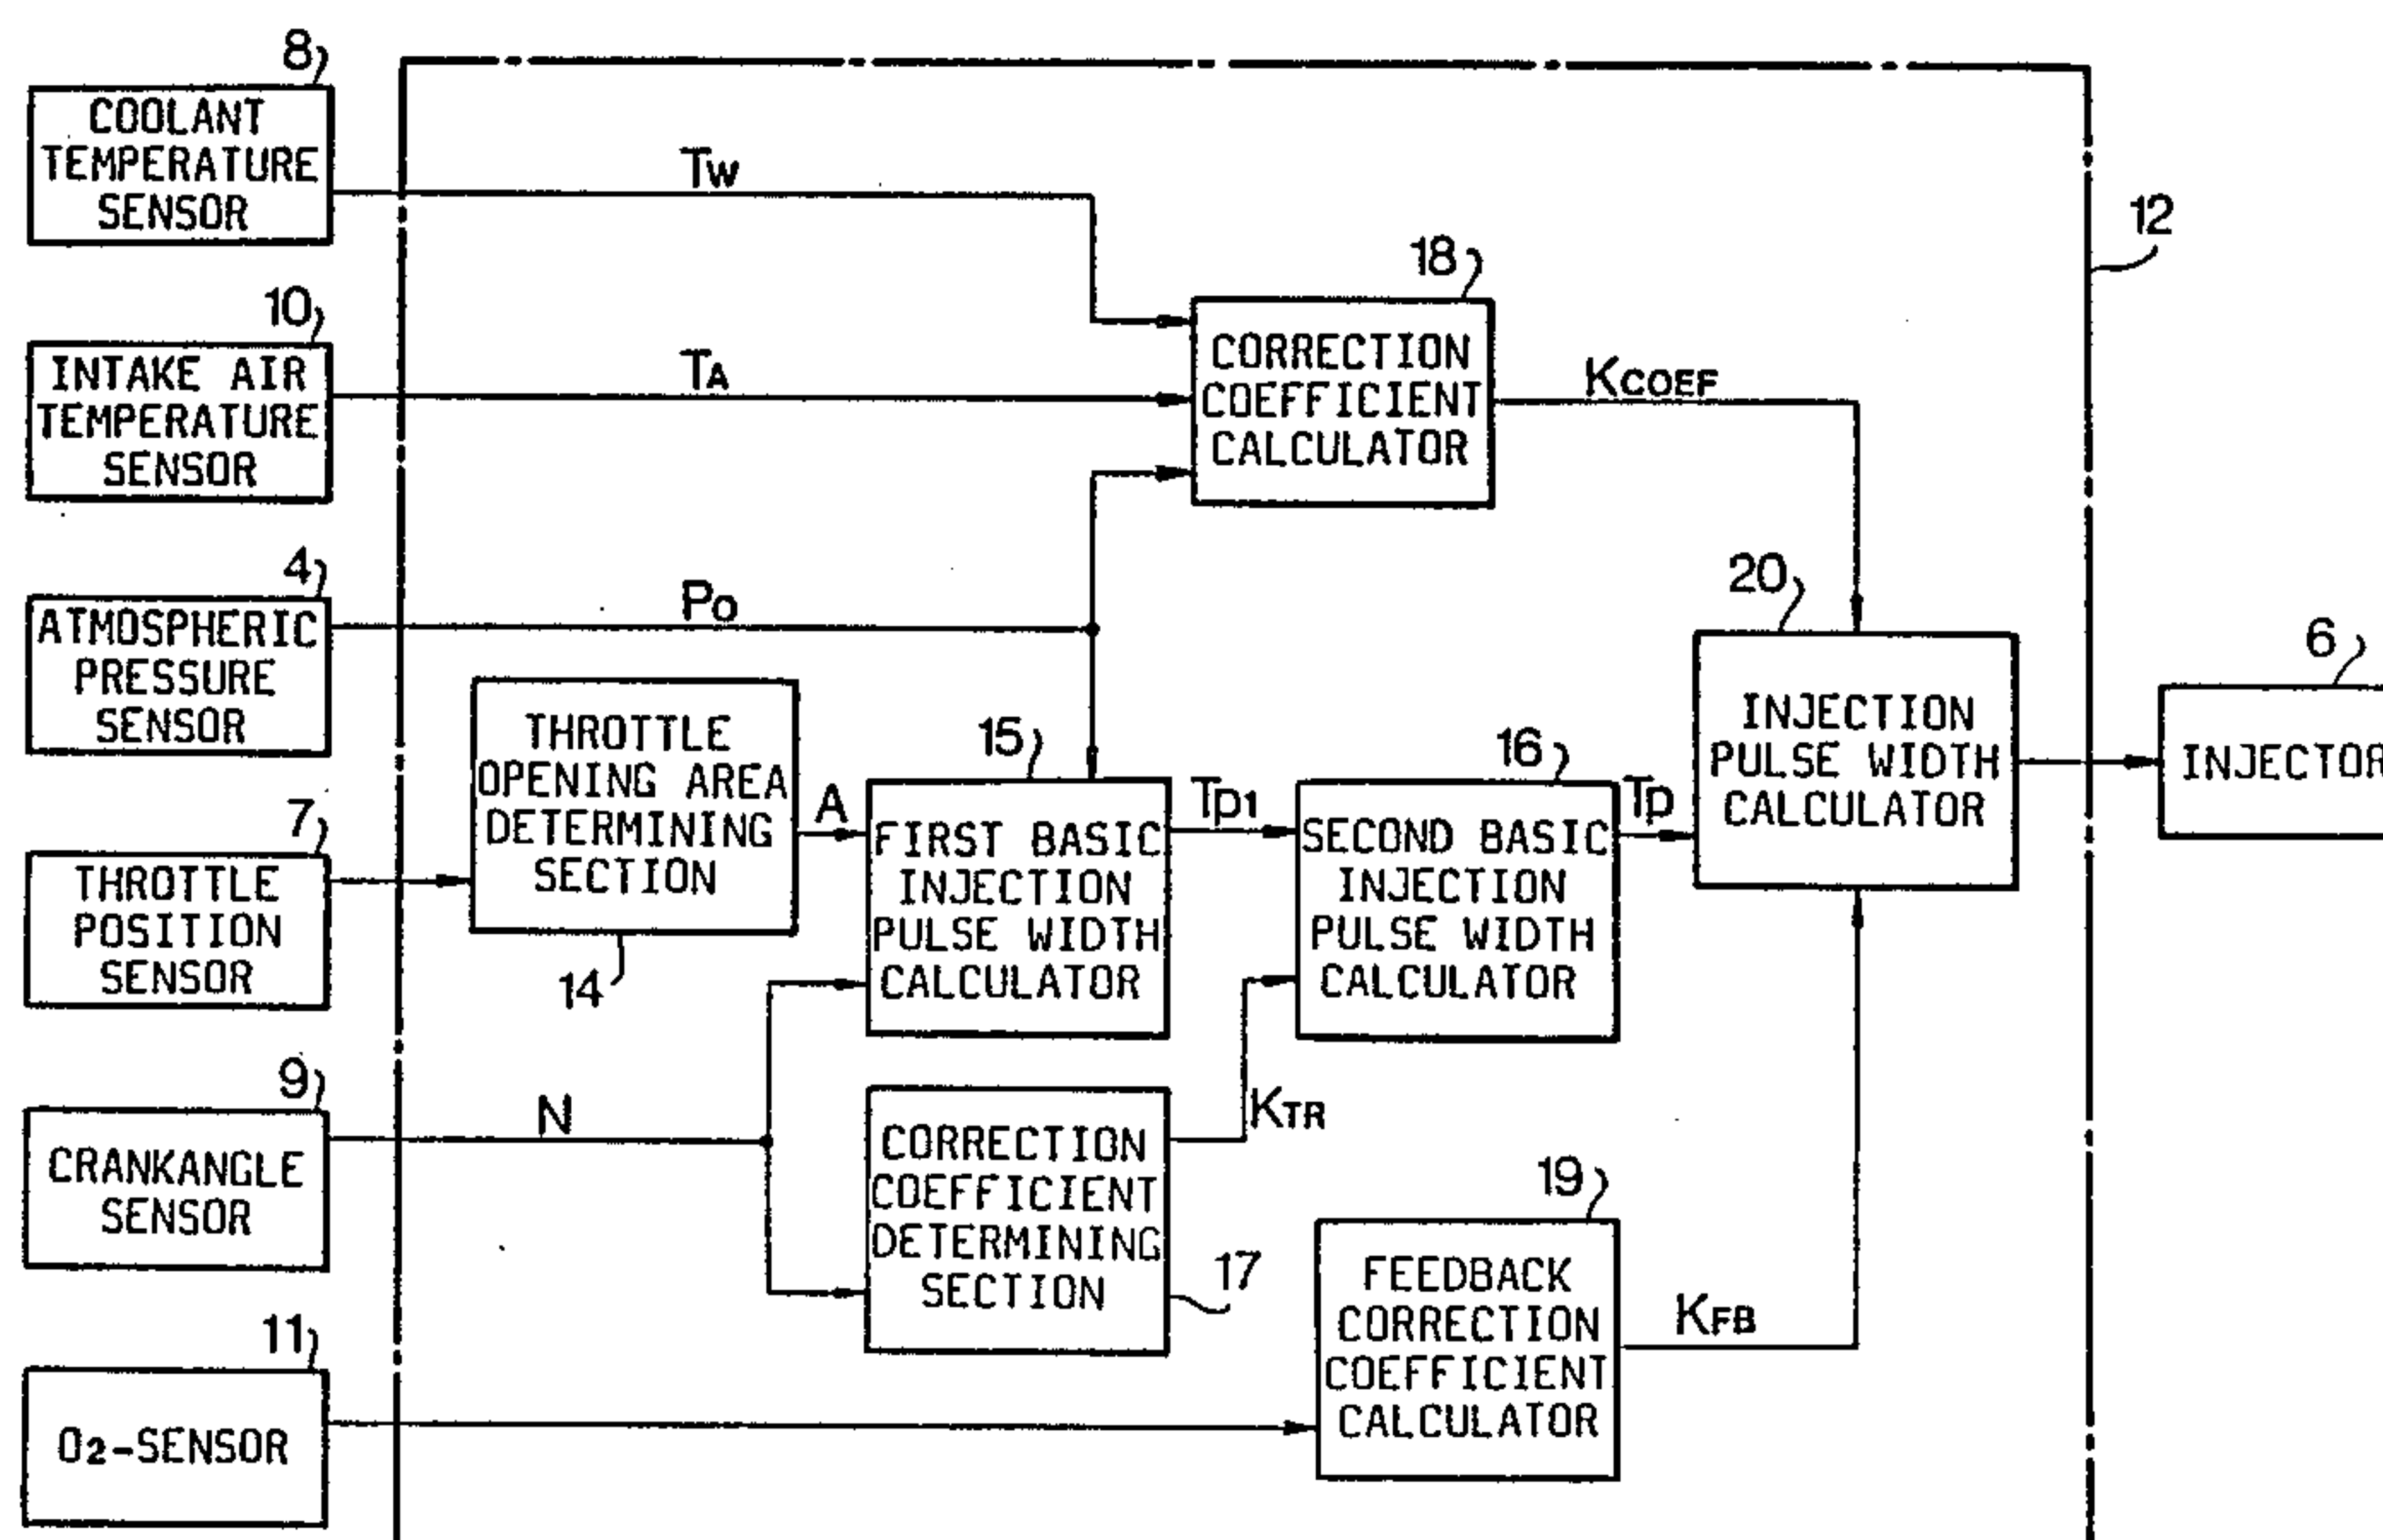 8
COOLANT
TEMPERATURE
SENSOR
Tw
12
10
INTAKE AIR
TEMPERATURE
SENSOR
TA
18
CORRECTION
COEFFICIENT
CALCULATOR
KCOEF
4
ATMOSPHERIC
PRESSURE
SENSOR
Po
20
INJECTION
PULSE WIDTH
CALCULATOR
6
INJECTOR
7
THROTTLE
POSITION
SENSOR
THROTTLE
OPENING AREA
DETERMINING
SECTION
14
A
15
FIRST BASIC
INJECTION
PULSE WIDTH
CALCULATOR
Tp1
16
SECOND BASIC
INJECTION
PULSE WIDTH
CALCULATOR
Tp
9
CRANKANGLE
SENSOR
N
CORRECTION
COEFFICIENT
DETERMINING
SECTION
17
KTR
19
FEEDBACK
CORRECTION
COEFFICIENT
CALCULATOR
KFB
11
O2-SENSOR